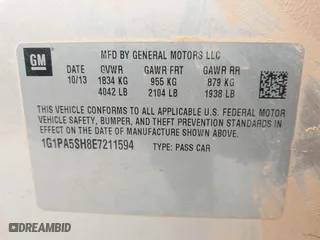 GM
MFD BY GENERAL MOTORS LLC
DATE GVWR GAWR FRT GAWR RR
10/13 1834 KG 955 KG 879 KG
4042 LB 2104 LB 1938 LB
THIS VEHICLE CONFORMS TO ALL APPLICABLE U.S. FEDERAL MOTOR
VEHICLE SAFETY, BUMPER, AND THEFT PREVENTION STANDARDS IN
EFFECT ON THE DATE OF MANUFACTURE SHOWN ABOVE.
1G1PA5SH8E7211594 TYPE: PASS CAR
DEALERSHIP